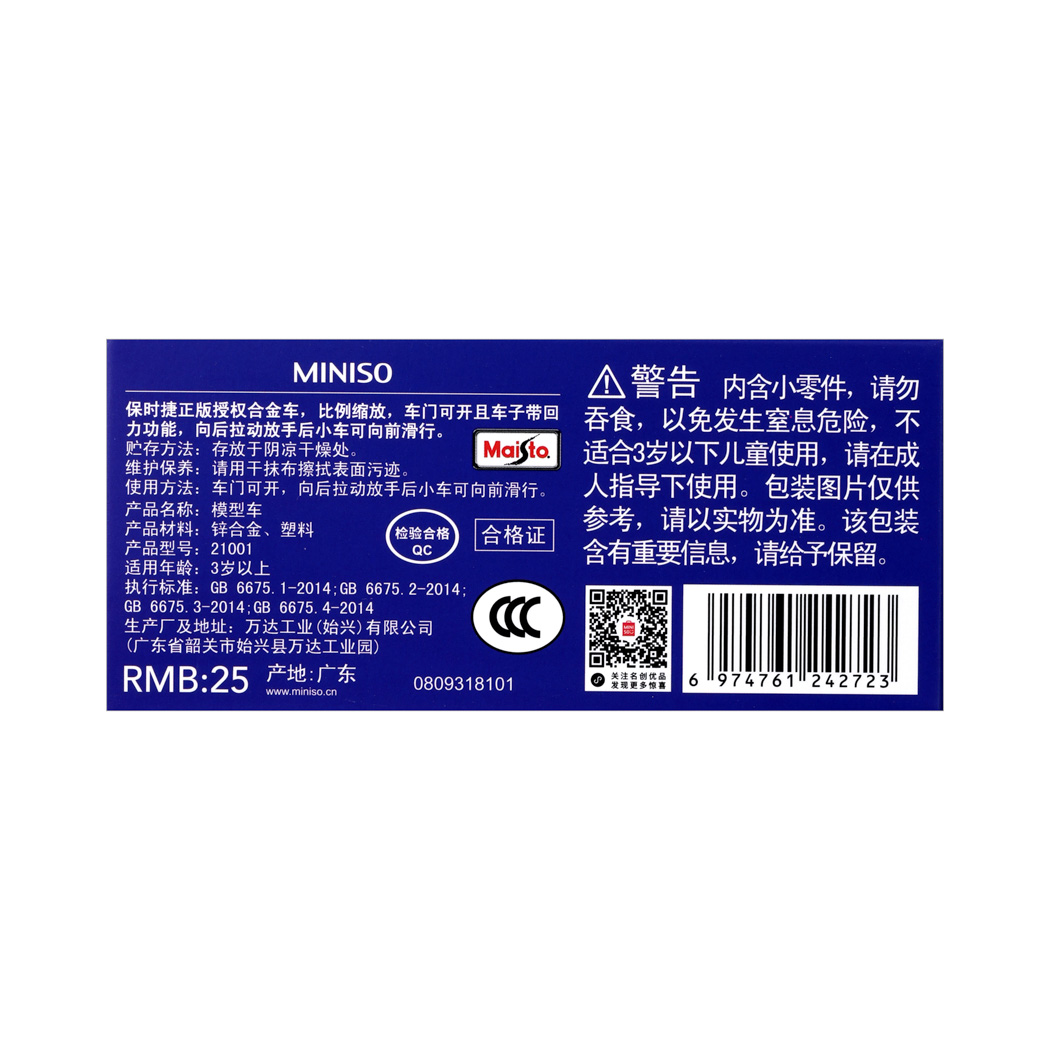 MINISO
保时捷正版授权合金车，比例缩放，车门可开且车子带回
力功能，向后拉动放手后小车可向前滑行。
贮存方法：存放于阴凉干燥处。
维护保养：请用干抹布擦拭表面污迹。
使用方法：车门可开，向后拉动放手后小车可向前滑行。
产品名称：模型车
产品材料：锌合金、塑料
产品型号：21001
适用年龄：3岁以上
执行标准：GB 6675.1-2014;GB 6675.2-2014;
GB 6675.3-2014;GB 6675.4-2014
生产厂及地址：万达工业(始兴)有限公司
(广东省韶关市始兴县万达工业园)
RMB:25
产地:广东
www.miniso.cn
0809318101
Maisto.
检验合格
QC
合格证
CCC
警告 内含小零件，请勿
吞食，以免发生窒息危险，不
适合3岁以下儿童使用，请在成
人指导下使用。包装图片仅供
参考，请以实物为准。该包装
含有重要信息，请给予保留。
MINI
SO
关注名创优品
发现更多惊喜
6 974761 242723